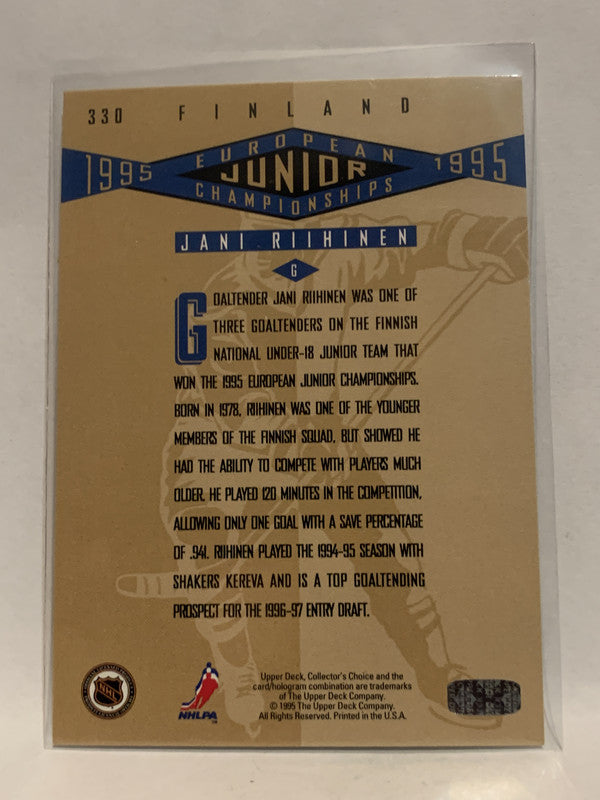 330 FINLAND
1995 EUROPEAN JUNIOR CHAMPIONSHIPS 1995
JANI RIIHINEN
G
GOALTENDER JANI RIIHINEN WAS ONE OF
THREE GOALTENDERS ON THE FINNISH
NATIONAL UNDER-18 JUNIOR TEAM THAT
WON THE 1995 EUROPEAN JUNIOR CHAMPIONSHIPS.
BORN IN 1978, RIIHINEN WAS ONE OF THE YOUNGER
MEMBERS OF THE FINNISH SQUAD, BUT SHOWED HE
HAD THE ABILITY TO COMPETE WITH PLAYERS MUCH
OLDER. HE PLAYED 120 MINUTES IN THE COMPETITION,
ALLOWING ONLY ONE GOAL WITH A SAVE PERCENTAGE
OF .941. RIIHINEN PLAYED THE 1994-95 SEASON WITH
SHAKERS KEREVA AND IS A TOP GOALTENDING
PROSPECT FOR THE 1996-97 ENTRY DRAFT.
NHL
NHLPA
Upper Deck, Collector's Choice and the
card/hologram combination are trademarks
of The Upper Deck Company.
© 1995 The Upper Deck Company.
All Rights Reserved. Printed in the U.S.A.